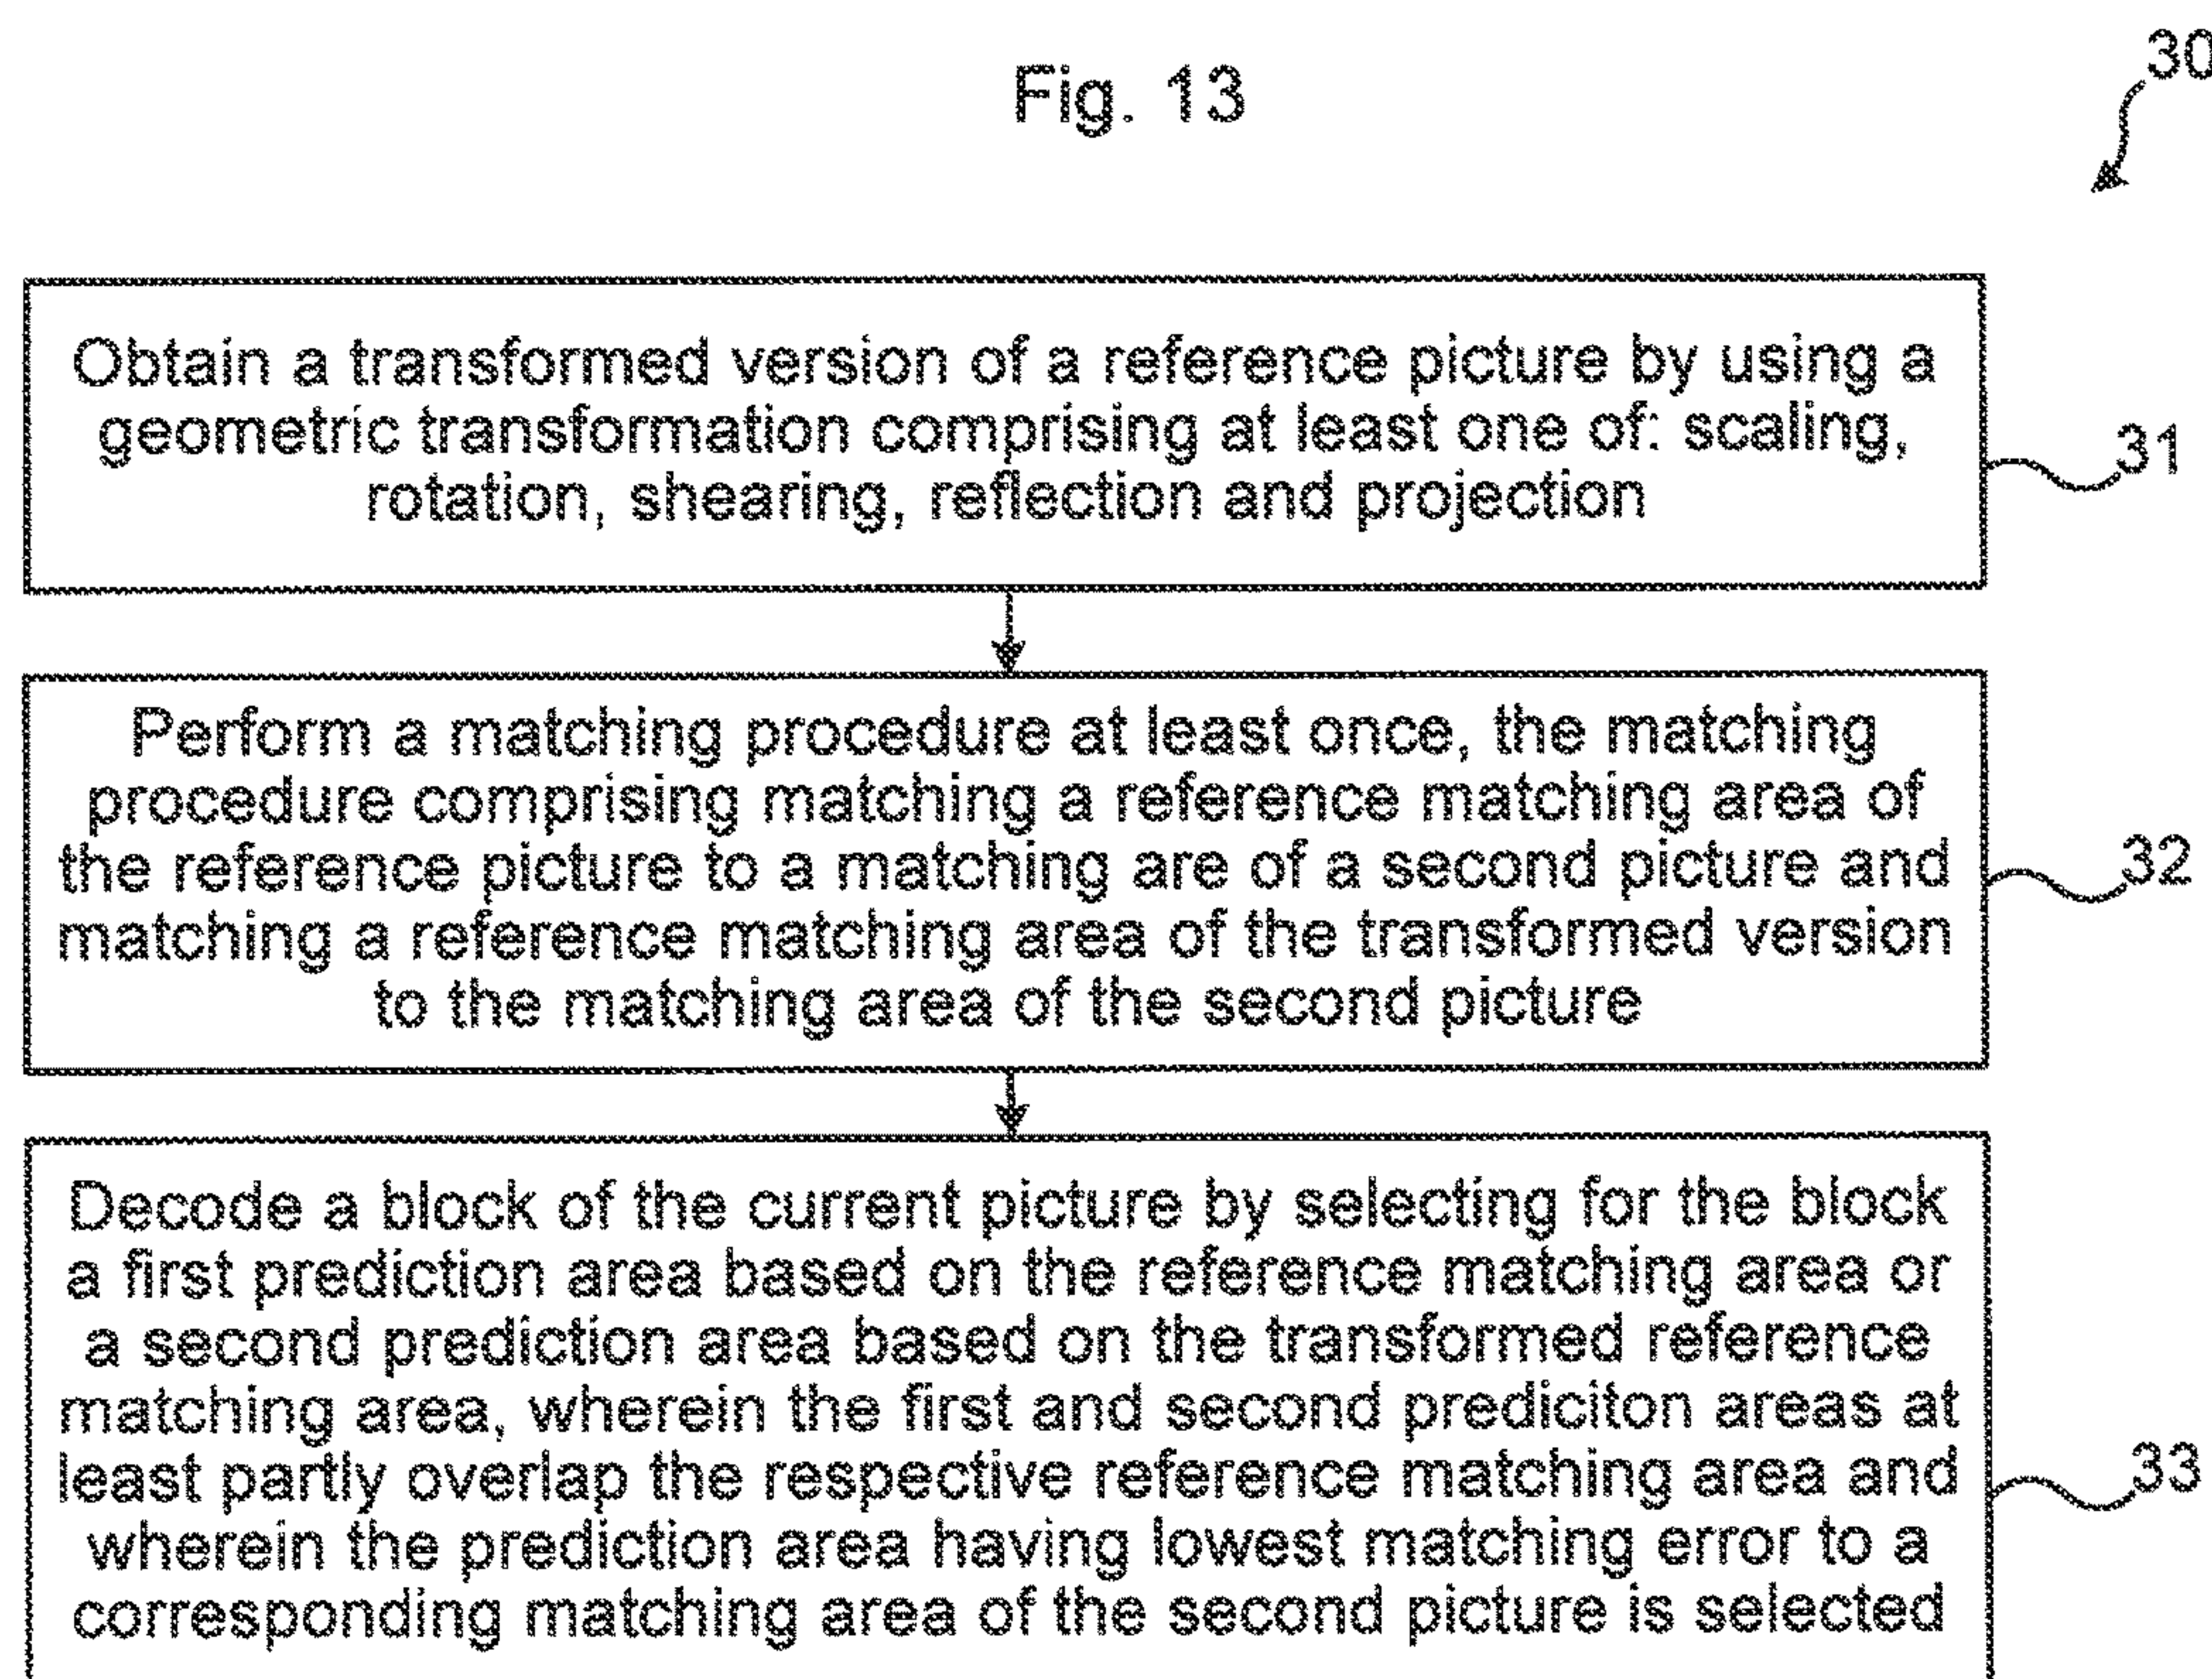 Fig. 13
30
Obtain a transformed version of a reference picture by using a
geometric transformation comprising at least one of: scaling,
rotation, shearing, reflection and projection
31
Perform a matching procedure at least once, the matching
procedure comprising matching a reference matching area of
the reference picture to a matching are of a second picture and
matching a reference matching area of the transformed version
to the matching area of the second picture
32
Decode a block of the current picture by selecting for the block
a first prediction area based on the reference matching area or
a second prediction area based on the transformed reference
matching area, wherein the first and second prediciton areas at
least partly overlap the respective reference matching area and
wherein the prediction area having lowest matching error to a
corresponding matching area of the second picture is selected
33